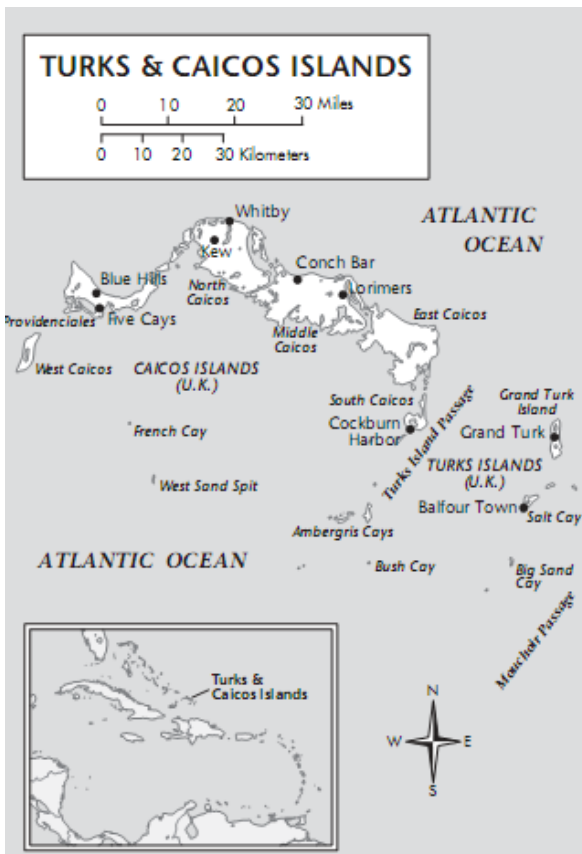 TURKS & CAICOS ISLANDS
0 10 20 30 Miles
0 10 20 30 Kilometers
Whitby
ATLANTIC
OCEAN
Kew
Conch Bar
Blue Hills
North
Caicos
Lorimers
Providenciales
Five Cays
East Caicos
Middle
Caicos
West Caicos
CAICOS ISLANDS
(U.K.)
South Caicos
Grand Turk
Island
French Cay
Cockburn
Harbor
Turks Island Passage
Grand Turk
TURKS ISLANDS
(U.K.)
West Sand Spit
Balfour Town
Salt Cay
Ambergris Cays
ATLANTIC OCEAN
Bush Cay
Big Sand
Cay
Mouchoir Passage
Turks &
Caicos Islands
N
W E
S